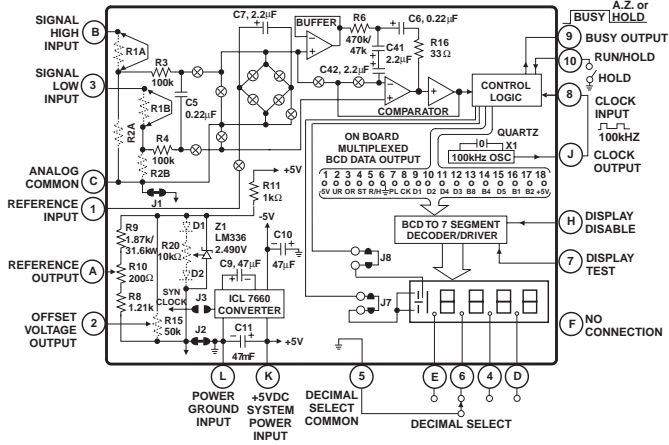 SIGNAL
HIGH
INPUT
B
SIGNAL
LOW
INPUT
3
ANALOG
COMMON
C
REFERENCE
INPUT
1
REFERENCE
OUTPUT
A
OFFSET
VOLTAGE
OUTPUT
2
R1A
R3
100k
R1B
C5
0.22µF
R2A
R4
100k
R2B
J1
C7, 2.2µF
BUFFER
R6
470k/
47k
C6, 0.22µF
C41
2.2µF
R16
33Ω
C42, 2.2µF
COMPARATOR
CONTROL
LOGIC
BUSY
A.Z. or
HOLD
9
BUSY OUTPUT
10
RUN/HOLD
HOLD
8
CLOCK
INPUT
100kHz
J
CLOCK
OUTPUT
QUARTZ
X1
100kHz OSC
ON BOARD
MULTIPLEXED
BCD DATA OUTPUT
1 2 3 4 5 6 7 8 9 10 11 12 13 14 15 16 17 18
-5V UR OR ST R/H PL CK D1 D2 D3 D4 B8 B4 D5 B1 B2 +5V
BCD TO 7 SEGMENT
DECODER/DRIVER
H
DISPLAY
DISABLE
7
DISPLAY
TEST
J8
J7
F
NO
CONNECTION
+5V
R11
1kΩ
-5V
R9
1.87k/
31.6kw
R10
200Ω
R8
1.21k
D1
R20
10kΩ
D2
Z1
LM336
2.490V
C10
47µF
C9, 47µF
SYN
CLOCK
J3
ICL 7660
CONVERTER
R15
50k
J2
C11
47mF
+5V
L
POWER
GROUND
INPUT
K
+5VDC
SYSTEM
POWER
INPUT
5
DECIMAL
SELECT
COMMON
E
6
4
D
DECIMAL SELECT